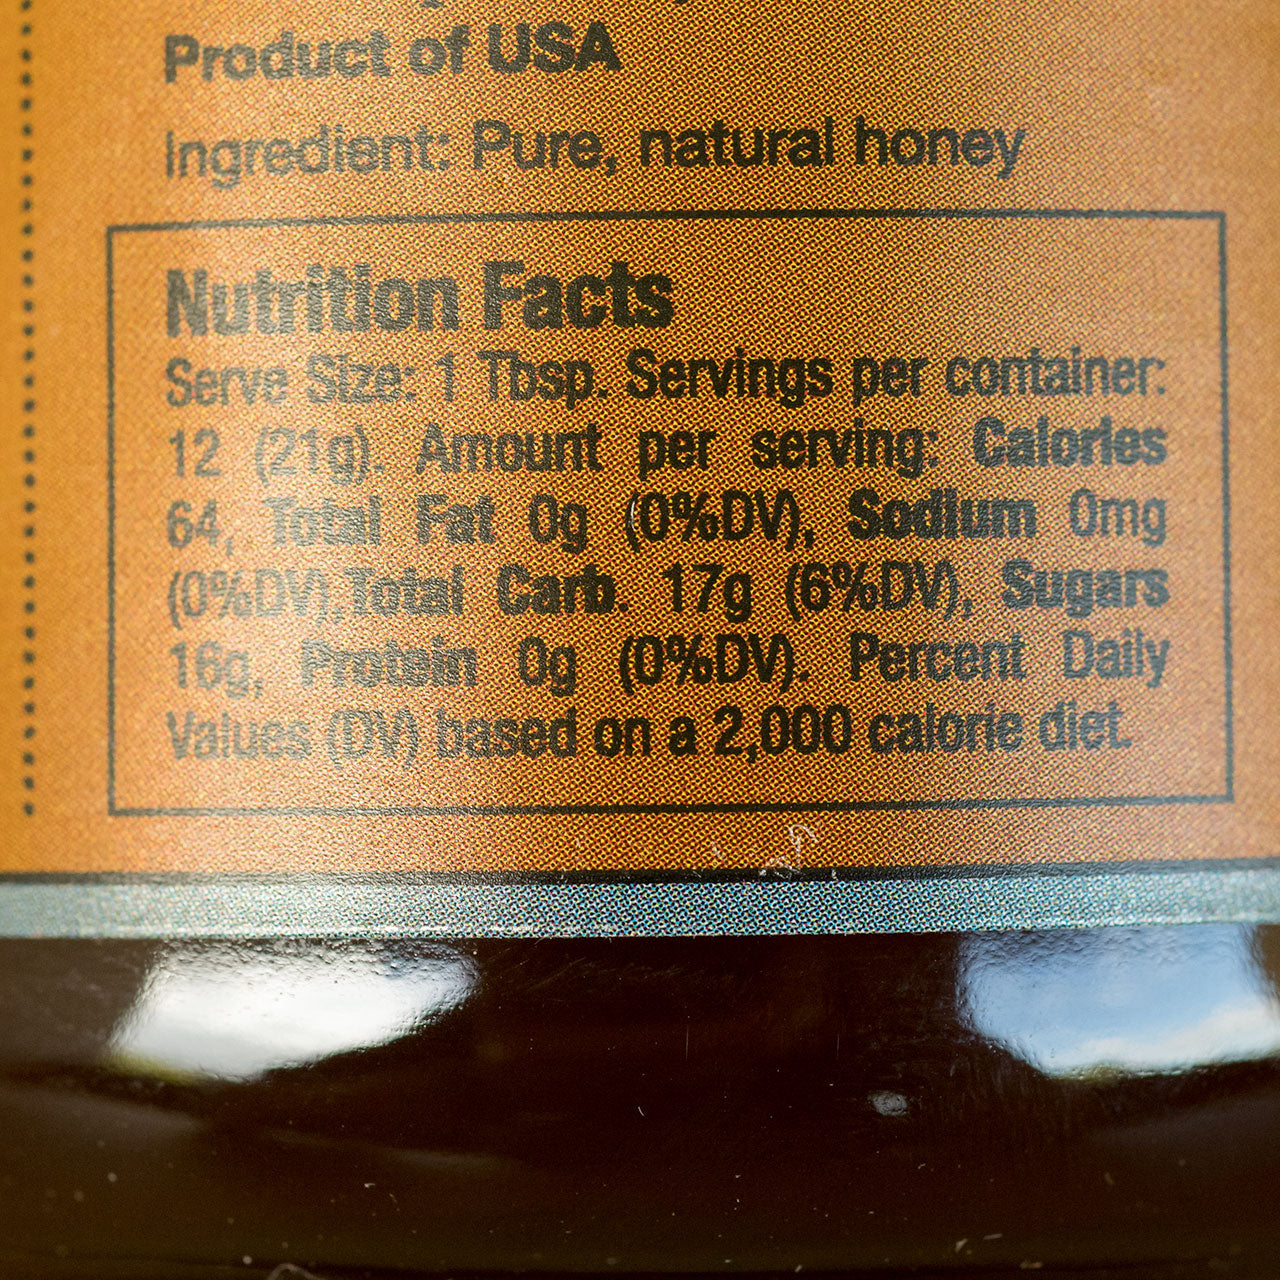 Product of USA
Ingredient: Pure, natural honey
Nutrition Facts
Serve Size: 1 Tbsp. Servings per container:
12 (21g). Amount per serving: Calories
64, Total Fat 0g (0%DV), Sodium 0mg
(0%DV),Total Carb. 17g (6%DV), Sugars
16g, Protein 0g (0%DV). Percent Daily
Values (DV) based on a 2,000 calorie diet.